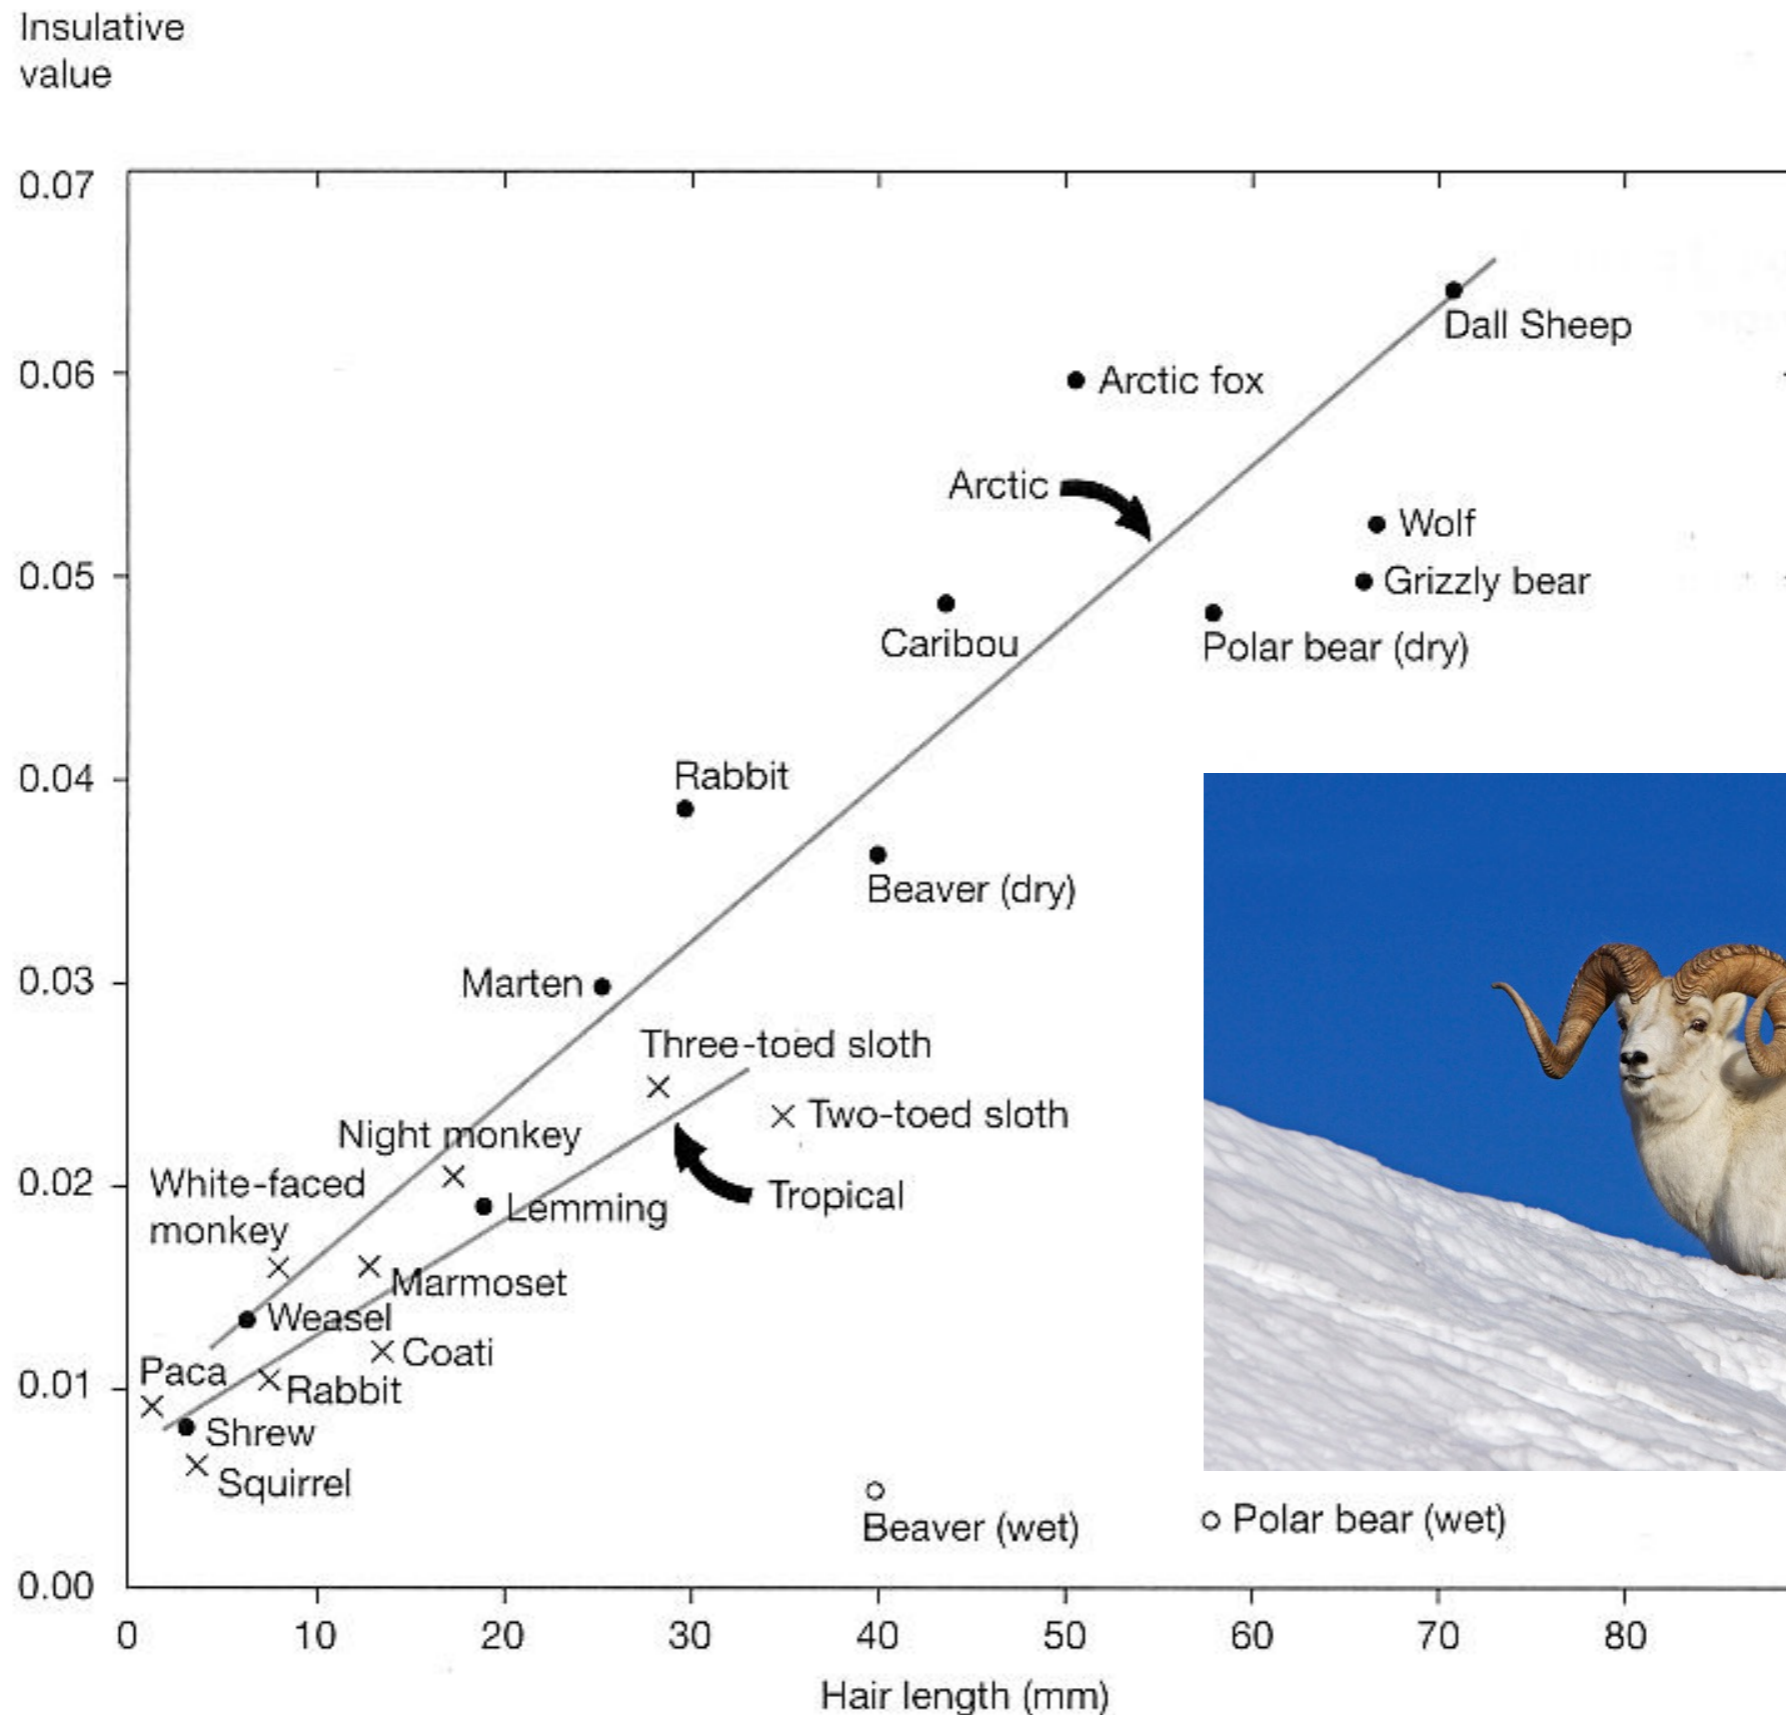 Insulative
value
0.07
Dall Sheep
0.06
Arctic fox
Arctic
Wolf
0.05
Grizzly bear
Caribou
Polar bear (dry)
0.04
Rabbit
Beaver (dry)
0.03
Marten
Three-toed sloth
Two-toed sloth
Night monkey
0.02
White-faced
monkey
Lemming
Tropical
Marmoset
Weasel
Coati
Paca
0.01
Rabbit
Shrew
Squirrel
Beaver (wet)
Polar bear (wet)
0.00
0 10 20 30 40 50 60 70 80
Hair length (mm)